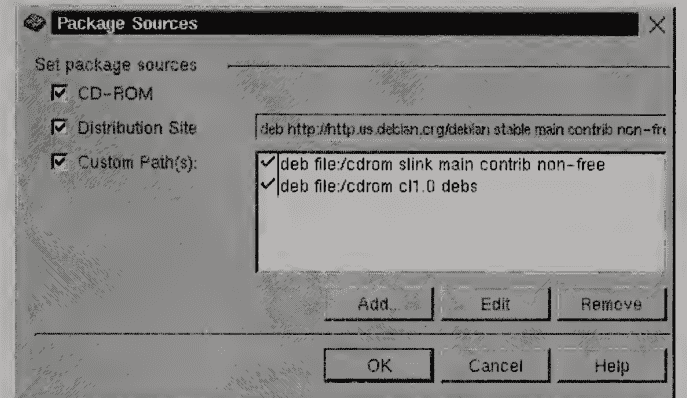 Package Sources
Set package sources
CD-ROM
Distribution Site
deb http://http.us.debian.org/debian stable main contrib non-fre
Custom Path(s):
deb file:/cdrom slink main contrib non-free
deb file:/cdrom cl1.0 debs
Add...
Edit
Remove
OK
Cancel
Help